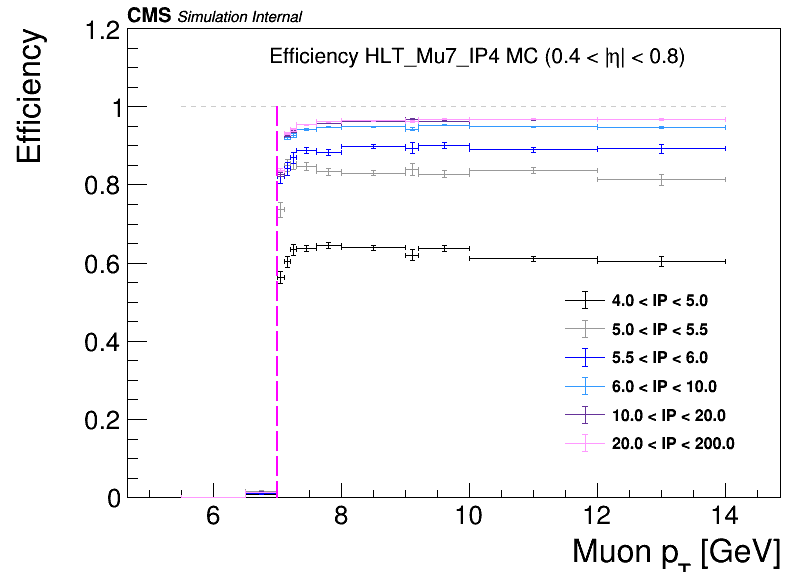 CMS Simulation Internal
Efficiency HLT_Mu7_IP4 MC (0.4 < |η| < 0.8)
Efficiency
1.2
1
0.8
0.6
0.4
0.2
0
4.0 < IP < 5.0
5.0 < IP < 5.5
5.5 < IP < 6.0
6.0 < IP < 10.0
10.0 < IP < 20.0
20.0 < IP < 200.0
6 8 10 12 14
Muon p_T [GeV]